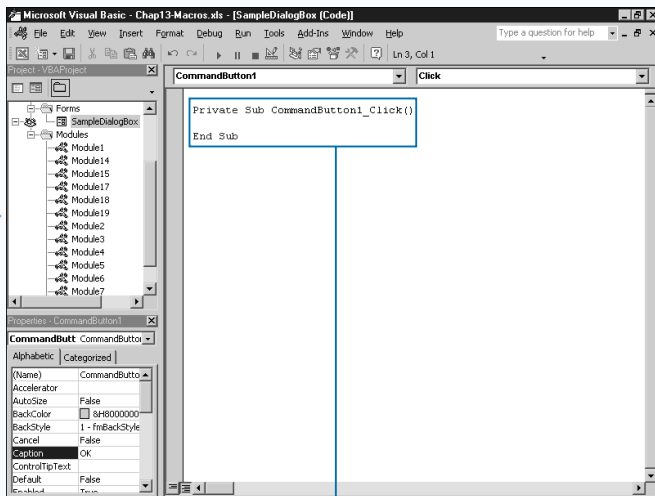 Microsoft Visual Basic - Chap13-Macros.xls - [SampleDialogBox (Code)]
File Edit View Insert Format Debug Run Tools Add-Ins Window Help
Type a question for help
Ln 3, Col 1
Project - VBAProject
Forms
SampleDialogBox
Modules
Module1
Module14
Module15
Module17
Module18
Module19
Module2
Module3
Module4
Module5
Module6
Module7
Properties - CommandButton1
CommandButt CommandButton
Alphabetic Categorized
(Name) CommandButto
Accelerator
AutoSize False
BackColor &H8000000
BackStyle 1 - fmBackStyle
Cancel False
Caption OK
ControlTipText
Default False
Enabled True
CommandButton1
Click
Private Sub CommandButton1_Click()
End Sub